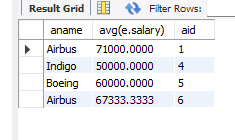 Result Grid Filter Rows:
aname avg(e.salary) aid
Airbus 71000.0000 1
Indigo 50000.0000 4
Boeing 60000.0000 5
Airbus 67333.3333 6